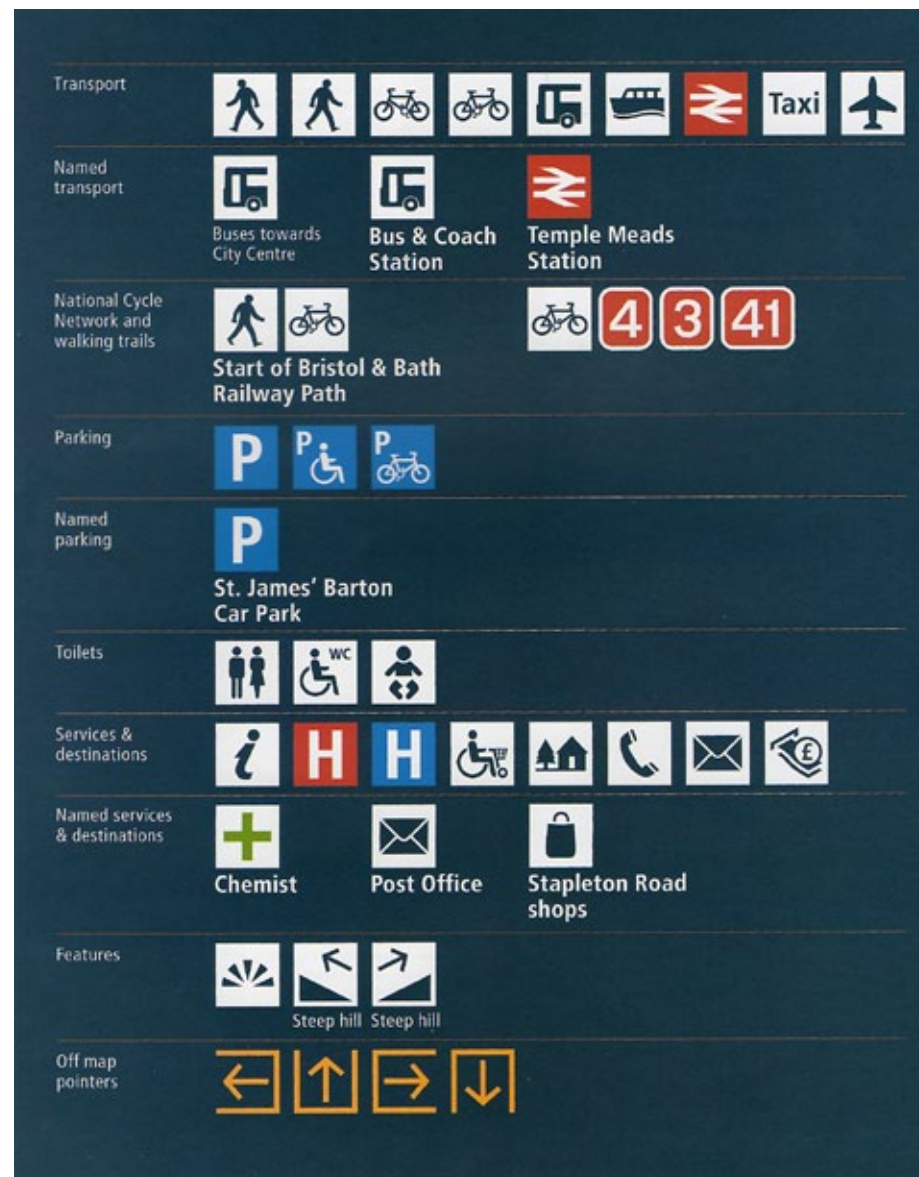 Transport
Taxi
Named
transport
Buses towards
City Centre
Bus & Coach
Station
Temple Meads
Station
National Cycle
Network and
walking trails
4 3 41
Start of Bristol & Bath
Railway Path
Parking
P P P
Named
parking
P
St. James' Barton
Car Park
Toilets
WC
Services &
destinations
i H H £
Named services
& destinations
Chemist
Post Office
Stapleton Road
shops
Features
Steep hill Steep hill
Off map
pointers